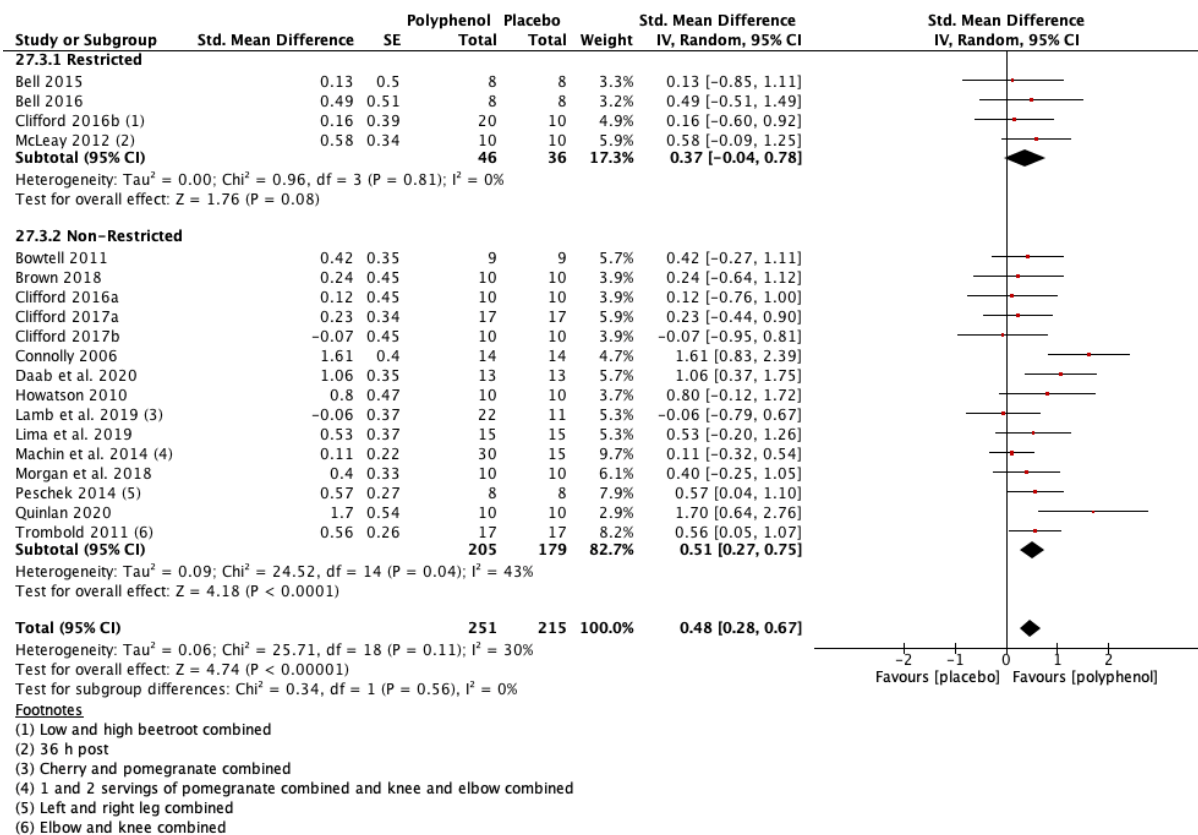 Polyphenol Placebo Std. Mean Difference Std. Mean Difference
Study or Subgroup Std. Mean Difference SE Total Total Weight IV, Random, 95% CI IV, Random, 95% CI
27.3.1 Restricted
Bell 2015 0.13 0.5 8 8 3.3% 0.13 [−0.85, 1.11]
Bell 2016 0.49 0.51 8 8 3.2% 0.49 [−0.51, 1.49]
Clifford 2016b (1) 0.16 0.39 20 10 4.9% 0.16 [−0.60, 0.92]
McLeay 2012 (2) 0.58 0.34 10 10 5.9% 0.58 [−0.09, 1.25]
Subtotal (95% CI) 46 36 17.3% 0.37 [−0.04, 0.78]
Heterogeneity: Tau² = 0.00; Chi² = 0.96, df = 3 (P = 0.81); I² = 0%
Test for overall effect: Z = 1.76 (P = 0.08)
27.3.2 Non−Restricted
Bowtell 2011 0.42 0.35 9 9 5.7% 0.42 [−0.27, 1.11]
Brown 2018 0.24 0.45 10 10 3.9% 0.24 [−0.64, 1.12]
Clifford 2016a 0.12 0.45 10 10 3.9% 0.12 [−0.76, 1.00]
Clifford 2017a 0.23 0.34 17 17 5.9% 0.23 [−0.44, 0.90]
Clifford 2017b −0.07 0.45 10 10 3.9% −0.07 [−0.95, 0.81]
Connolly 2006 1.61 0.4 14 14 4.7% 1.61 [0.83, 2.39]
Daab et al. 2020 1.06 0.35 13 13 5.7% 1.06 [0.37, 1.75]
Howatson 2010 0.8 0.47 10 10 3.7% 0.80 [−0.12, 1.72]
Lamb et al. 2019 (3) −0.06 0.37 22 11 5.3% −0.06 [−0.79, 0.67]
Lima et al. 2019 0.53 0.37 15 15 5.3% 0.53 [−0.20, 1.26]
Machin et al. 2014 (4) 0.11 0.22 30 15 9.7% 0.11 [−0.32, 0.54]
Morgan et al. 2018 0.4 0.33 10 10 6.1% 0.40 [−0.25, 1.05]
Peschek 2014 (5) 0.57 0.27 8 8 7.9% 0.57 [0.04, 1.10]
Quinlan 2020 1.7 0.54 10 10 2.9% 1.70 [0.64, 2.76]
Trombold 2011 (6) 0.56 0.26 17 17 8.2% 0.56 [0.05, 1.07]
Subtotal (95% CI) 205 179 82.7% 0.51 [0.27, 0.75]
Heterogeneity: Tau² = 0.09; Chi² = 24.52, df = 14 (P = 0.04); I² = 43%
Test for overall effect: Z = 4.18 (P < 0.0001)
Total (95% CI) 251 215 100.0% 0.48 [0.28, 0.67]
Heterogeneity: Tau² = 0.06; Chi² = 25.71, df = 18 (P = 0.11); I² = 30%
Test for overall effect: Z = 4.74 (P < 0.00001)
Test for subgroup differences: Chi² = 0.34, df = 1 (P = 0.56), I² = 0%
−2 −1 0 1 2
Favours [placebo] Favours [polyphenol]
Footnotes
(1) Low and high beetroot combined
(2) 36 h post
(3) Cherry and pomegranate combined
(4) 1 and 2 servings of pomegranate combined and knee and elbow combined
(5) Left and right leg combined
(6) Elbow and knee combined